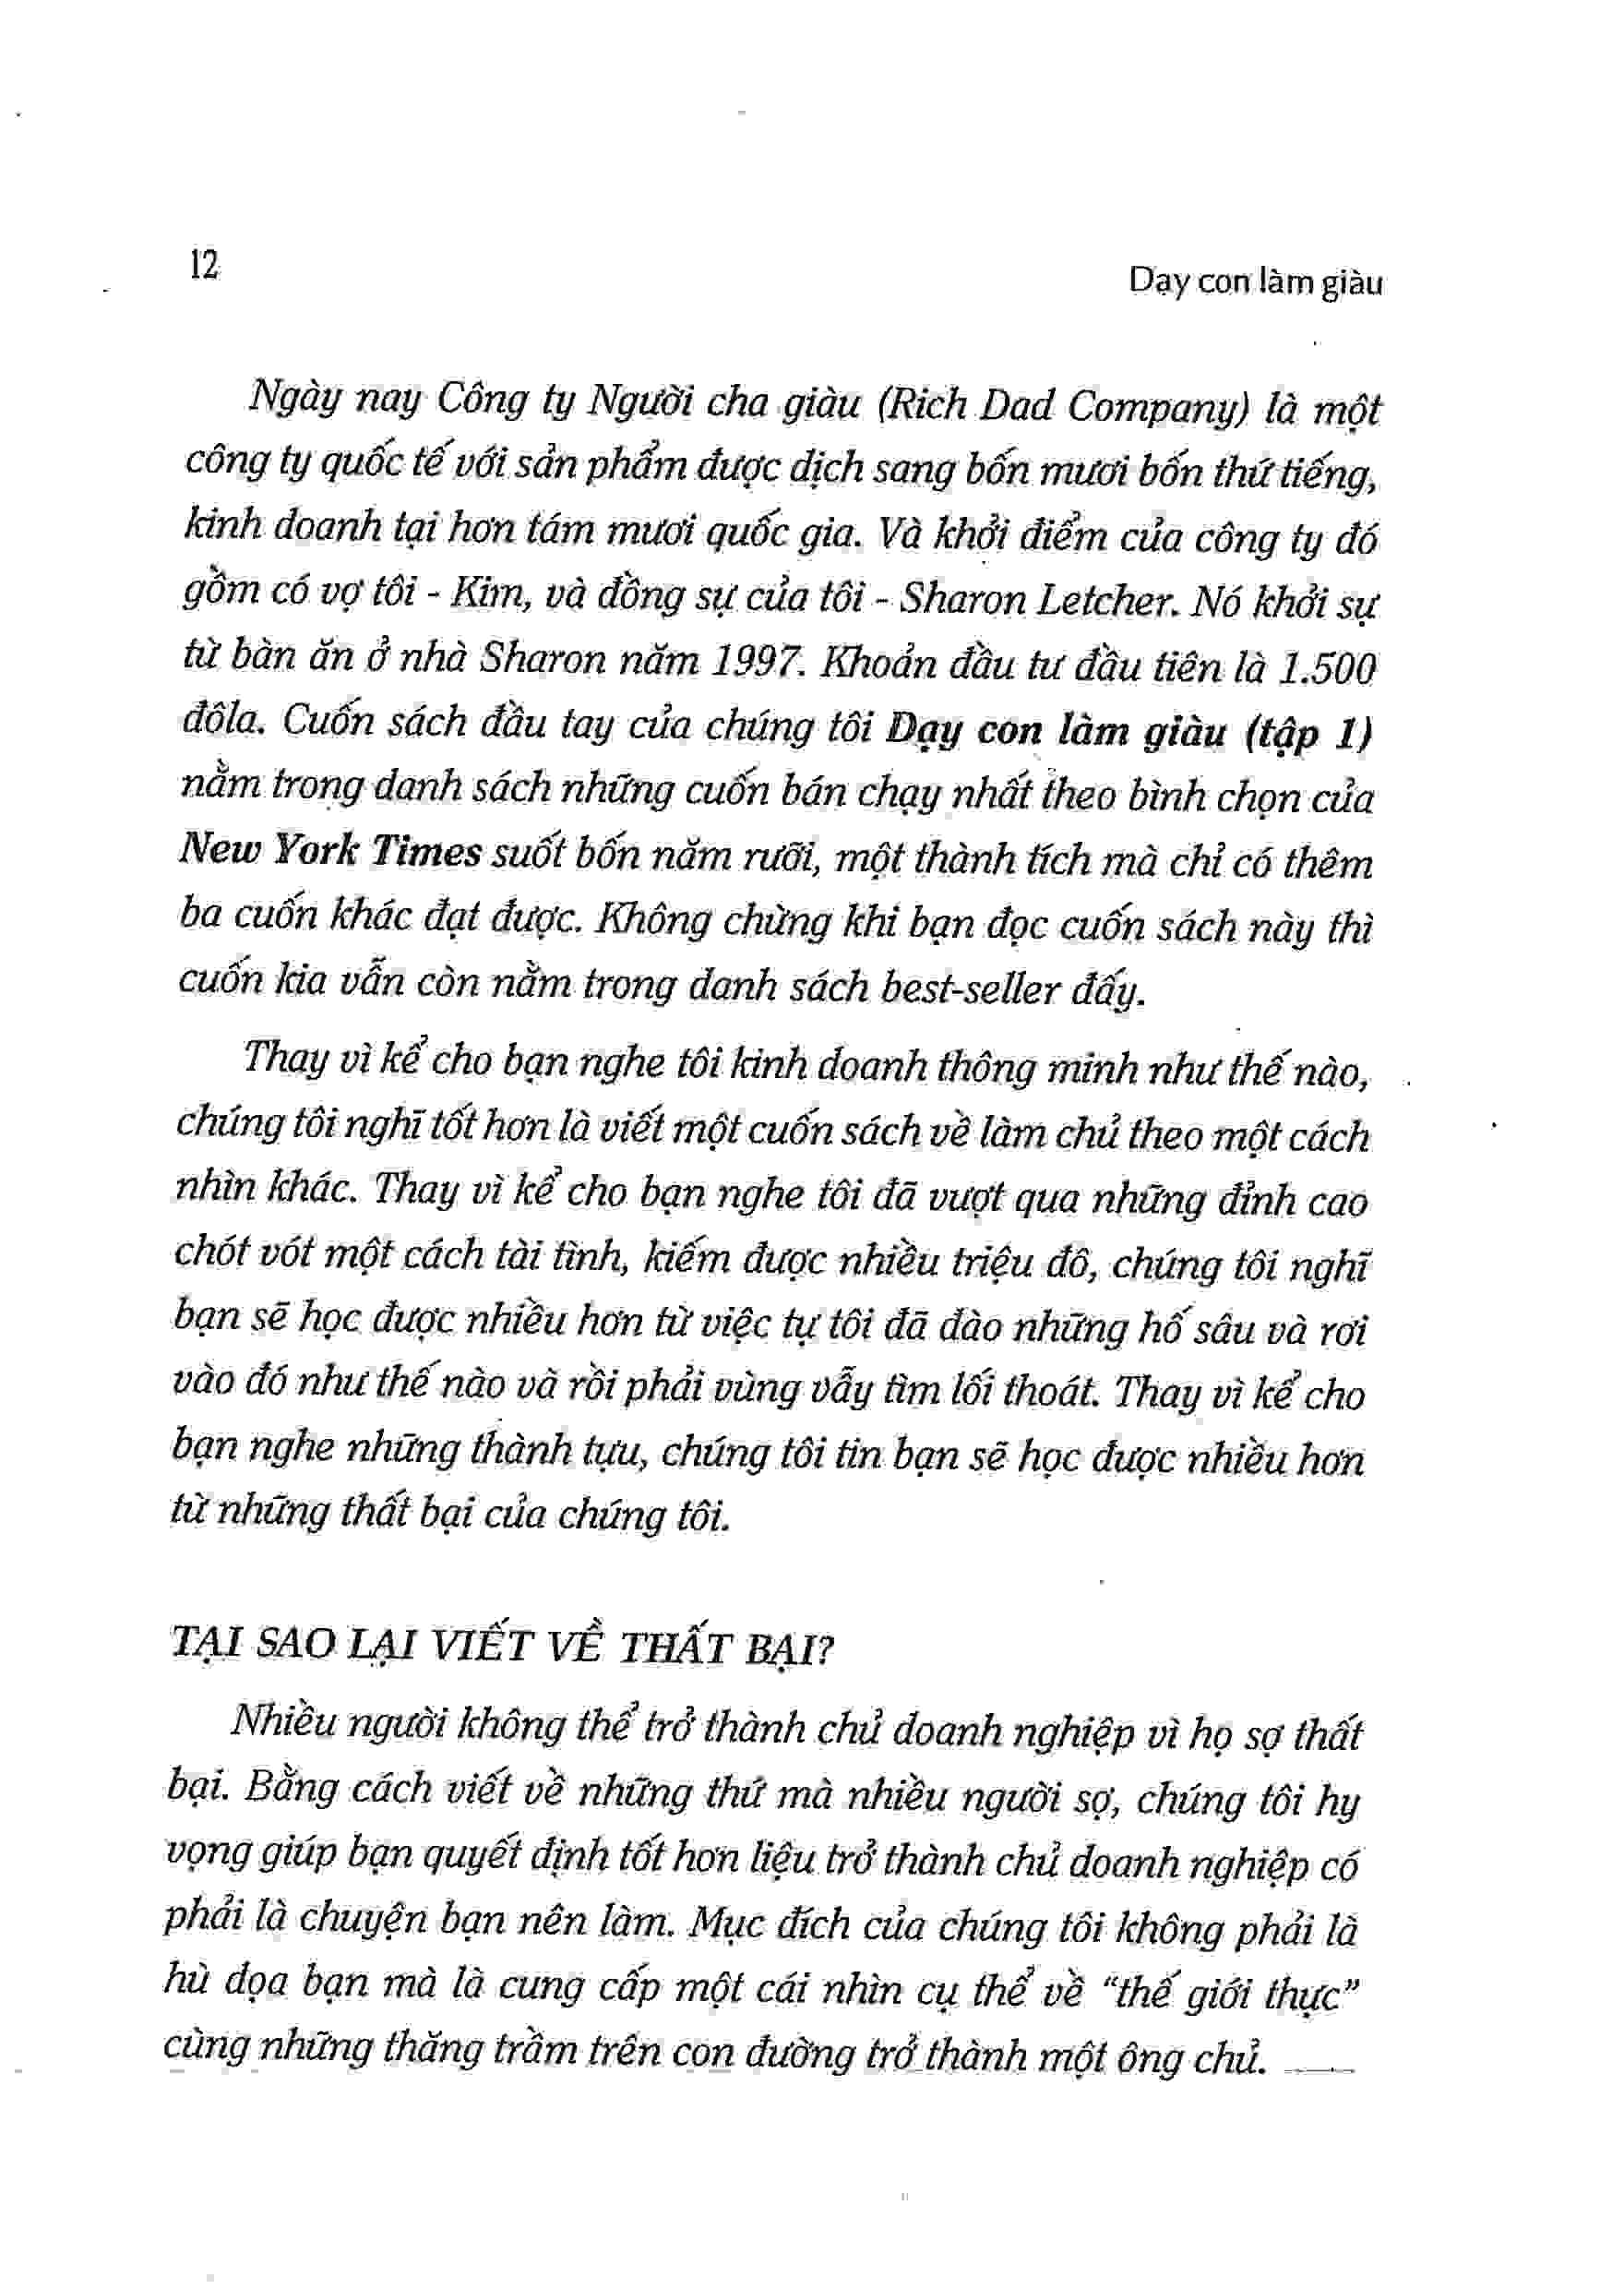 12
Dạy con làm giàu
Ngày nay Công ty Người cha giàu (Rich Dad Company) là một
công ty quốc tế với sản phẩm được dịch sang bốn mươi bốn thứ tiếng,
kinh doanh tại hơn tám mươi quốc gia. Và khởi điểm của công ty đó
gồm có vợ tôi - Kim, và đồng sự của tôi - Sharon Letcher. Nó khởi sự
từ bàn ăn ở nhà Sharon năm 1997. Khoản đầu tư đầu tiên là 1.500
đôla. Cuốn sách đầu tay của chúng tôi Dạy con làm giàu (tập 1)
nằm trong danh sách những cuốn bán chạy nhất theo bình chọn của
New York Times suốt bốn năm rưỡi, một thành tích mà chỉ có thêm
ba cuốn khác đạt được. Không chừng khi bạn đọc cuốn sách này thì
cuốn kia vẫn còn nằm trong danh sách best-seller đấy.
Thay vì kể cho bạn nghe tôi kinh doanh thông minh như thế nào,
chúng tôi nghĩ tốt hơn là viết một cuốn sách về làm chủ theo một cách
nhìn khác. Thay vì kể cho bạn nghe tôi đã vượt qua những đỉnh cao
chót vót một cách tài tình, kiếm được nhiều triệu đô, chúng tôi nghĩ
bạn sẽ học được nhiều hơn từ việc tự tôi đã đào những hố sâu và rơi
vào đó như thế nào và rồi phải vùng vẫy tìm lối thoát. Thay vì kể cho
bạn nghe những thành tựu, chúng tôi tin bạn sẽ học được nhiều hơn
từ những thất bại của chúng tôi.
TẠI SAO LẠI VIẾT VỀ THẤT BẠI?
Nhiều người không thể trở thành chủ doanh nghiệp vì họ sợ thất
bại. Bằng cách viết về những thứ mà nhiều người sợ, chúng tôi hy
vọng giúp bạn quyết định tốt hơn liệu trở thành chủ doanh nghiệp có
phải là chuyện bạn nên làm. Mục đích của chúng tôi không phải là
hù dọa bạn mà là cung cấp một cái nhìn cụ thể về “thế giới thực”
cùng những thăng trầm trên con đường trở thành một ông chủ.